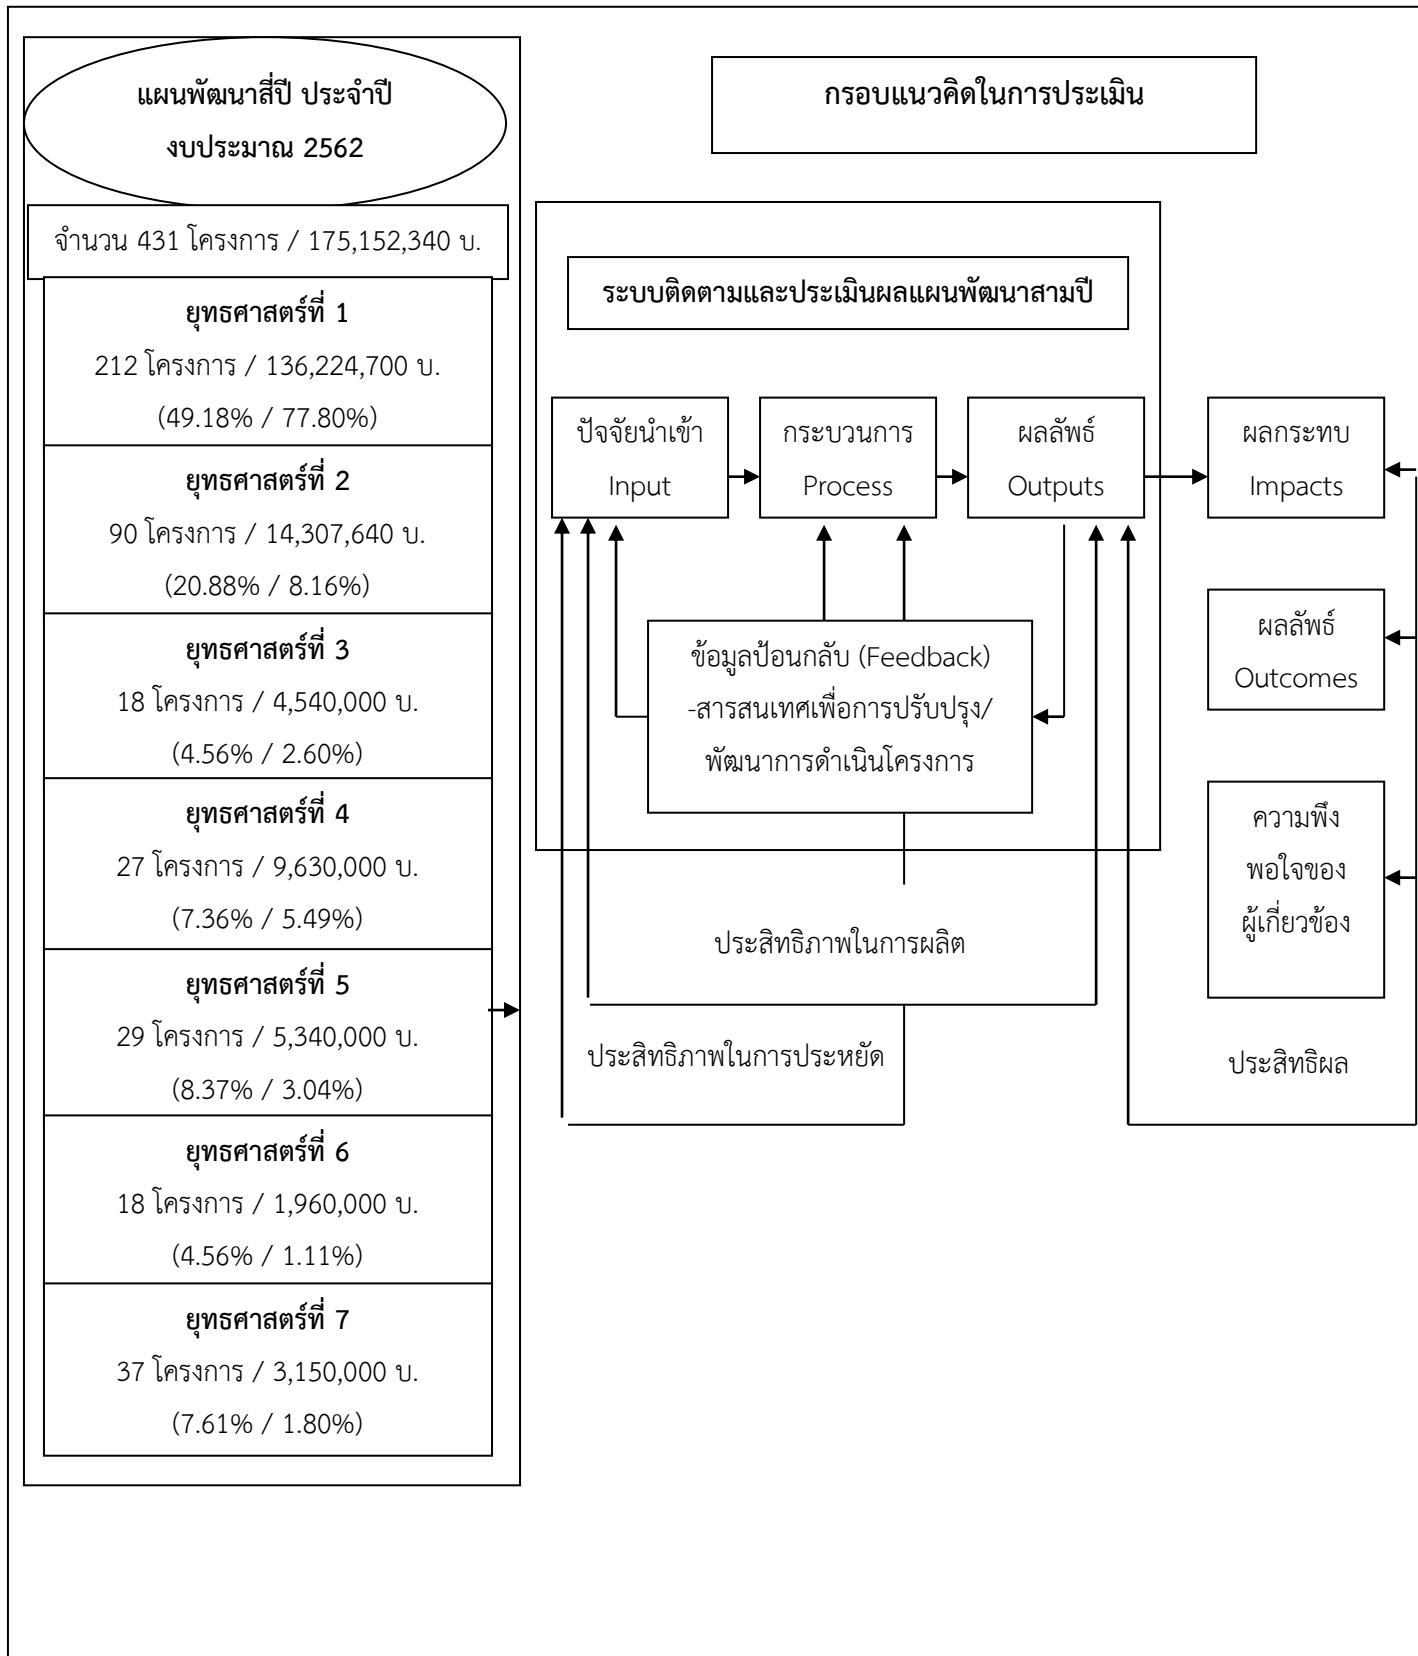 แผนพัฒนาสี่ปี ประจำปี
งบประมาณ 2562
จำนวน 431 โครงการ / 175,152,340 บ.
ยุทธศาสตร์ที่ 1
212 โครงการ / 136,224,700 บ.
(49.18% / 77.80%)
ยุทธศาสตร์ที่ 2
90 โครงการ / 14,307,640 บ.
(20.88% / 8.16%)
ยุทธศาสตร์ที่ 3
18 โครงการ / 4,540,000 บ.
(4.56% / 2.60%)
ยุทธศาสตร์ที่ 4
27 โครงการ / 9,630,000 บ.
(7.36% / 5.49%)
ยุทธศาสตร์ที่ 5
29 โครงการ / 5,340,000 บ.
(8.37% / 3.04%)
ยุทธศาสตร์ที่ 6
18 โครงการ / 1,960,000 บ.
(4.56% / 1.11%)
ยุทธศาสตร์ที่ 7
37 โครงการ / 3,150,000 บ.
(7.61% / 1.80%)
กรอบแนวคิดในการประเมิน
ระบบติดตามและประเมินผลแผนพัฒนาสามปี
ปัจจัยนำเข้า
Input
กระบวนการ
Process
ผลลัพธ์
Outputs
ผลกระทบ
Impacts
ข้อมูลป้อนกลับ (Feedback)
-สารสนเทศเพื่อการปรับปรุง/
พัฒนาการดำเนินโครงการ
ผลลัพธ์
Outcomes
ความพึง
พอใจของ
ผู้เกี่ยวข้อง
ประสิทธิภาพในการผลิต
ประสิทธิภาพในการประหยัด
ประสิทธิผล